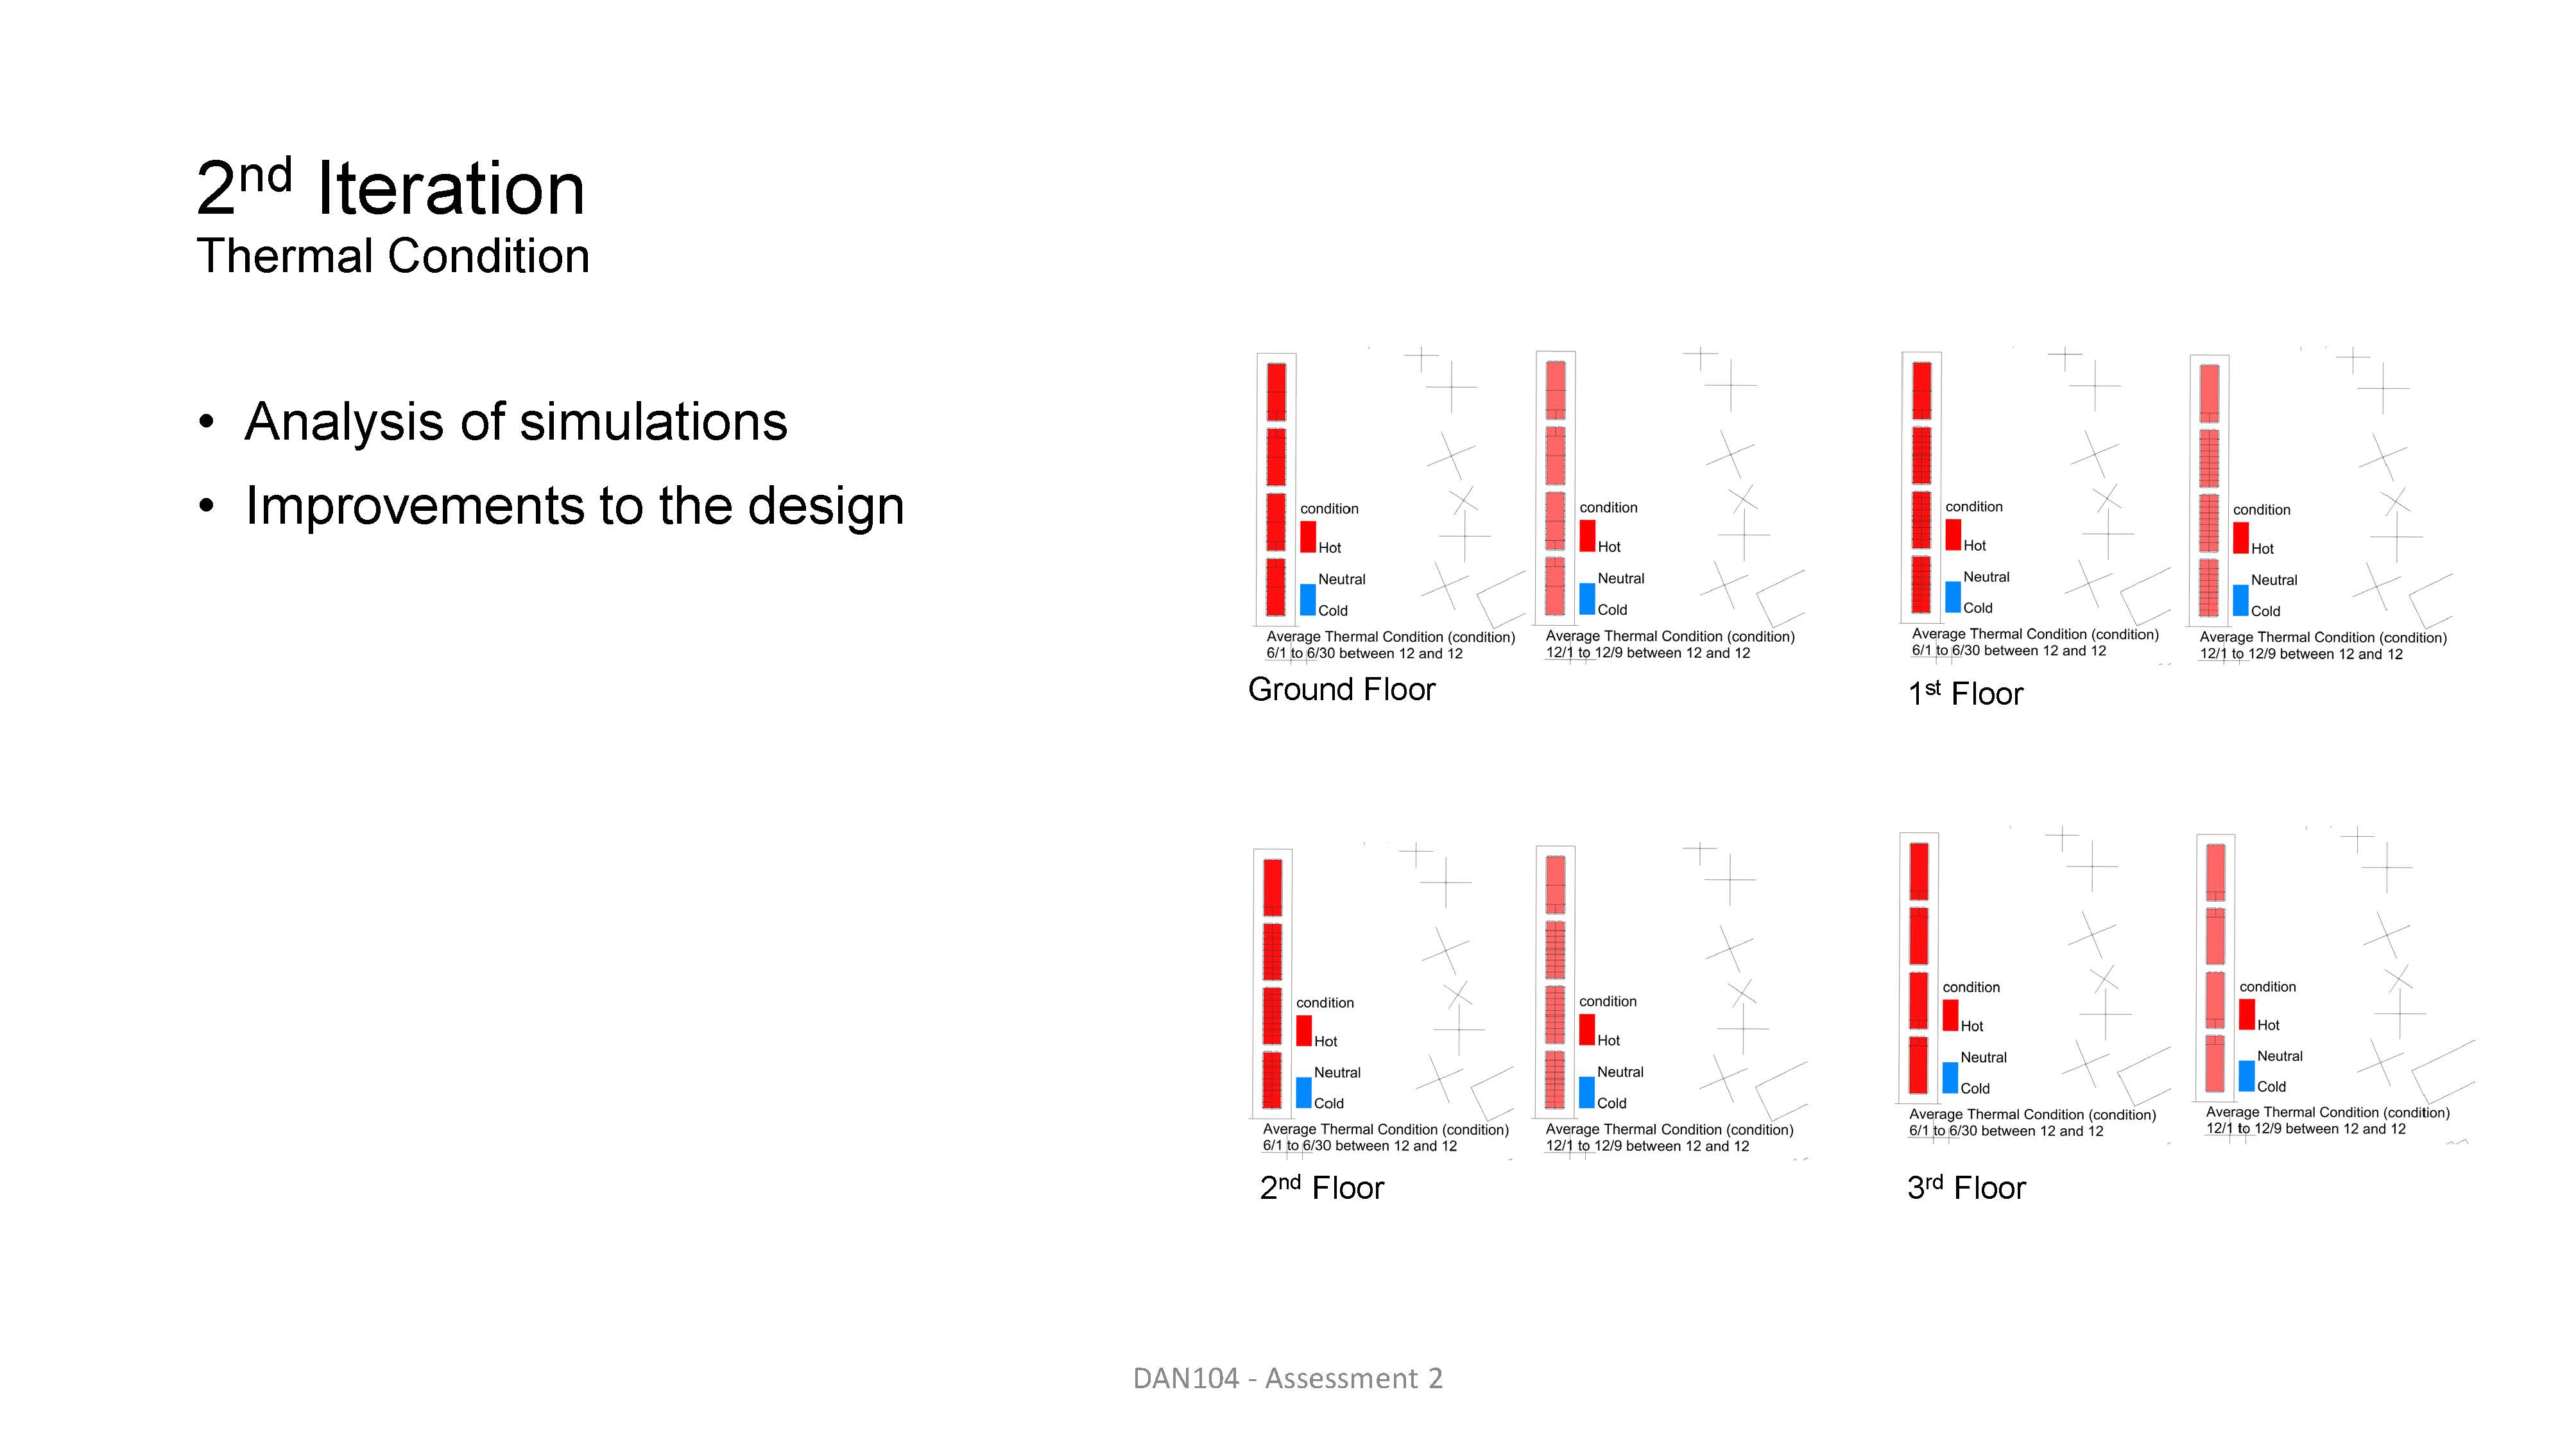 2nd Iteration
Thermal Condition
• Analysis of simulations
• Improvements to the design
condition
Hot
Neutral
Cold
Average Thermal Condition (condition)
6/1 to 6/30 between 12 and 12
condition
Hot
Neutral
Cold
Average Thermal Condition (condition)
12/1 to 12/9 between 12 and 12
Ground Floor
condition
Hot
Neutral
Cold
Average Thermal Condition (condition)
6/1 to 6/30 between 12 and 12
condition
Hot
Neutral
Cold
Average Thermal Condition (condition)
12/1 to 12/9 between 12 and 12
1st Floor
condition
Hot
Neutral
Cold
Average Thermal Condition (condition)
6/1 to 6/30 between 12 and 12
condition
Hot
Neutral
Cold
Average Thermal Condition (condition)
12/1 to 12/9 between 12 and 12
2nd Floor
condition
Hot
Neutral
Cold
Average Thermal Condition (condition)
6/1 to 6/30 between 12 and 12
condition
Hot
Neutral
Cold
Average Thermal Condition (condition)
12/1 to 12/9 between 12 and 12
3rd Floor
DAN104 - Assessment 2